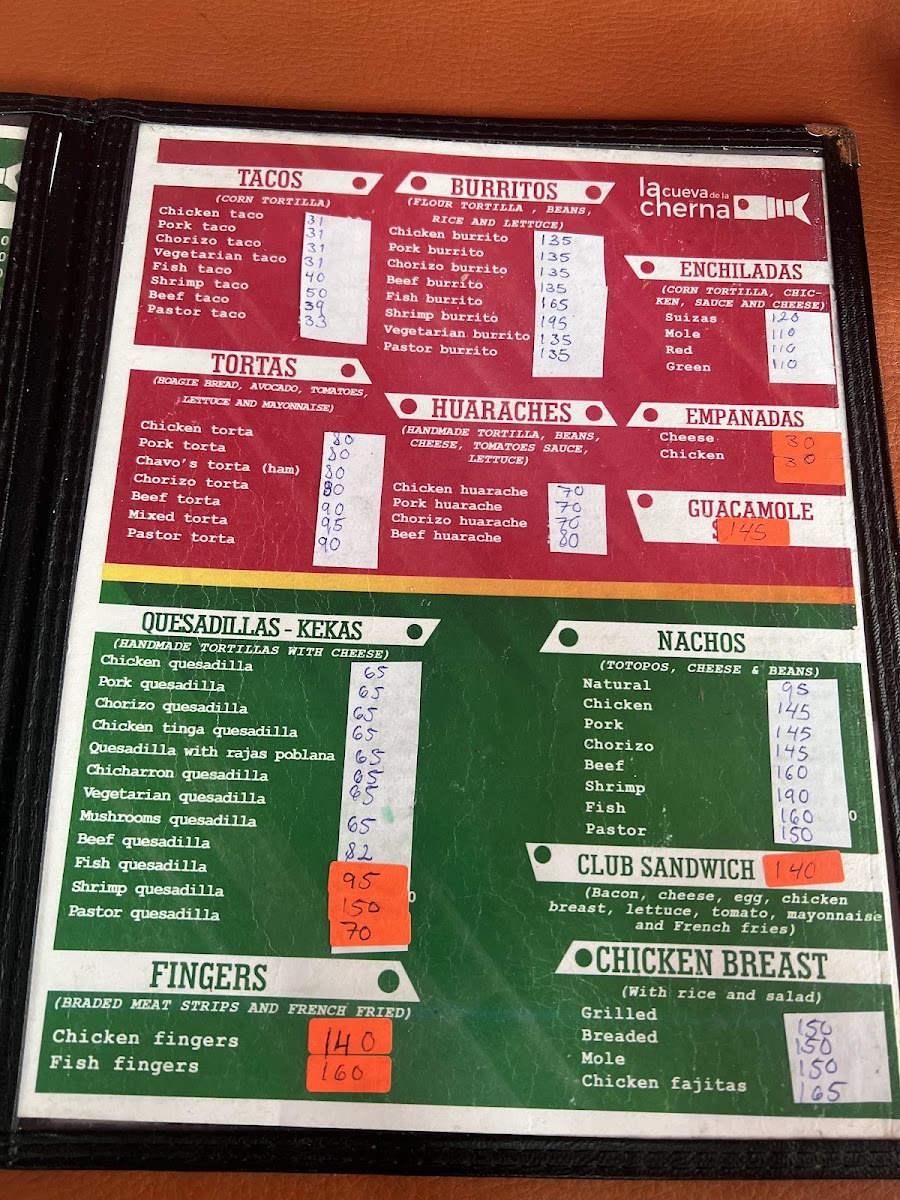 TACOS
(CORN TORTILLA)
Chicken taco 31
Pork taco 31
Chorizo taco 31
Vegetarian taco 31
Fish taco 40
Shrimp taco 50
Beef taco 39
Pastor taco 33
TORTAS
(HOAGIE BREAD, AVOCADO, TOMATOES,
LETTUCE AND MAYONNAISE)
Chicken torta 80
Pork torta 80
Chavo's torta (ham) 80
Chorizo torta 80
Beef torta 90
Mixed torta 95
Pastor torta 90
BURRITOS
(FLOUR TORTILLA , BEANS,
RICE AND LETTUCE)
Chicken burrito 135
Pork burrito 135
Chorizo burrito 135
Beef burrito 135
Fish burrito 165
Shrimp burrito 195
Vegetarian burrito 135
Pastor burrito 135
HUARACHES
(HANDMADE TORTILLA, BEANS,
CHEESE, TOMATOES SAUCE,
LETTUCE)
Chicken huarache 70
Pork huarache 70
Chorizo huarache 70
Beef huarache 80
la cueva de la
cherna
ENCHILADAS
(CORN TORTILLA, CHIC-
KEN, SAUCE AND CHEESE)
Suizas 120
Mole 110
Red 110
Green 110
EMPANADAS
Cheese 30
Chicken 30
GUACAMOLE
$145
QUESADILLAS - KEKAS
(HANDMADE TORTILLAS WITH CHEESE)
Chicken quesadilla 65
Pork quesadilla 65
Chorizo quesadilla 65
Chicken tinga quesadilla 65
Quesadilla with rajas poblana 65
Chicharron quesadilla 65
Vegetarian quesadilla 65
Mushrooms quesadilla 65
Beef quesadilla 82
Fish quesadilla 95
Shrimp quesadilla 150
Pastor quesadilla 70
FINGERS
(BRADED MEAT STRIPS AND FRENCH FRIED)
Chicken fingers 140
Fish fingers 160
NACHOS
(TOTOPOS, CHEESE & BEANS)
Natural 95
Chicken 145
Pork 145
Chorizo 145
Beef 160
Shrimp 190
Fish 160
Pastor 150
CLUB SANDWICH 140
(Bacon, cheese, egg, chicken
breast, lettuce, tomato, mayonnaise
and French fries)
CHICKEN BREAST
(With rice and salad)
Grilled 150
Breaded 150
Mole 150
Chicken fajitas 165